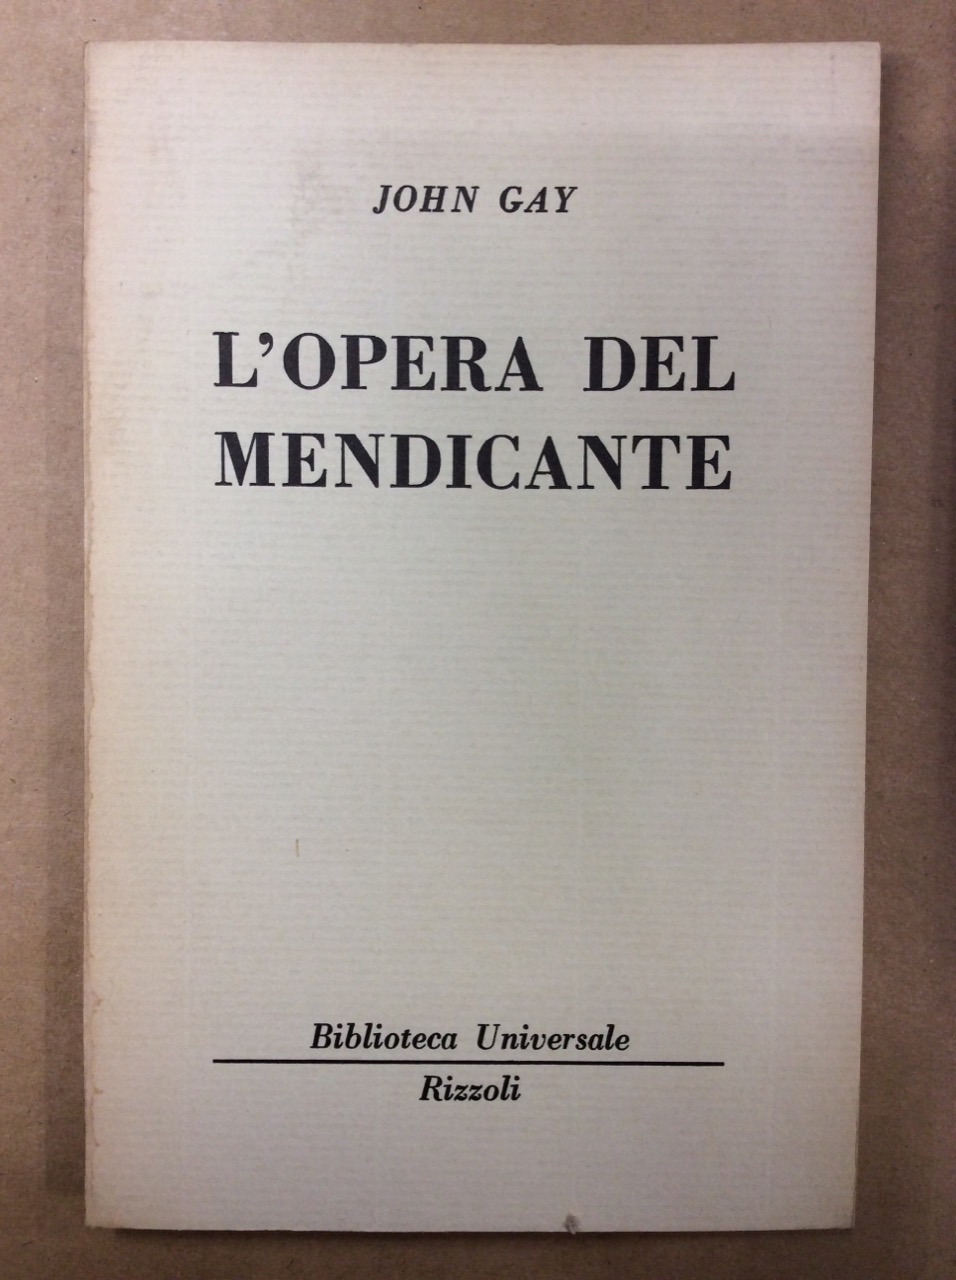 JOHN GAY
L’OPERA DEL
MENDICANTE
Biblioteca Universale
Rizzoli